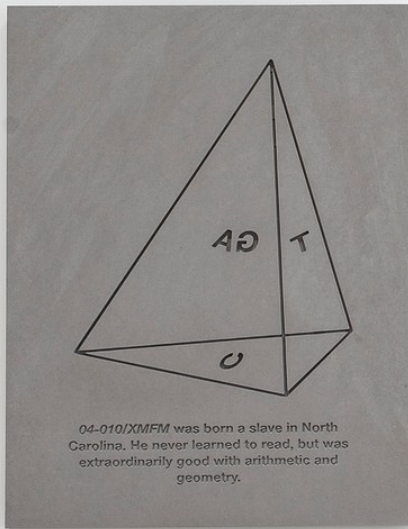 AG T
C
04-010/XMFM was born a slave in North
Carolina. He never learned to read, but was
extraordinarily good with arithmetic and
geometry.